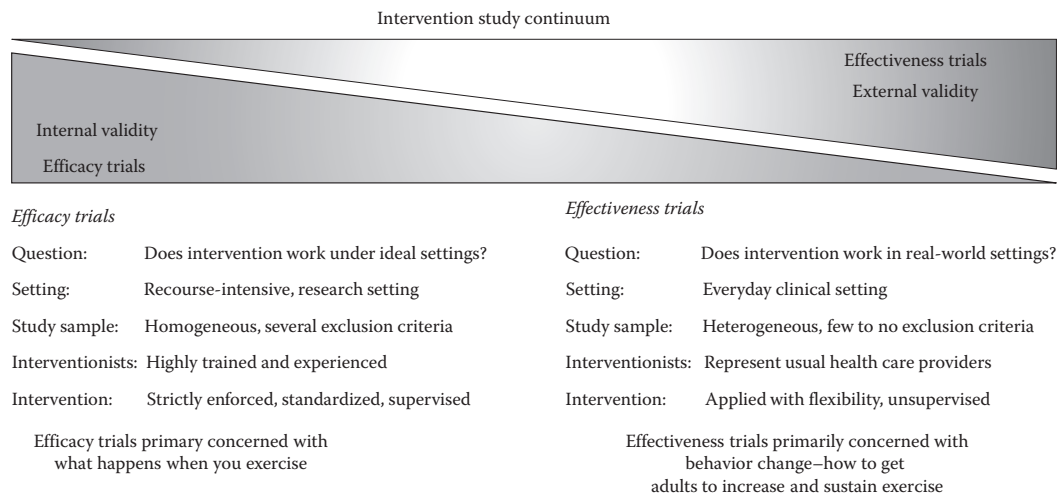 Intervention study continuum
Effectiveness trials
External validity
Internal validity
Efficacy trials
Efficacy trials
Question: Does intervention work under ideal settings?
Setting: Recourse-intensive, research setting
Study sample: Homogeneous, several exclusion criteria
Interventionists: Highly trained and experienced
Intervention: Strictly enforced, standardized, supervised
Efficacy trials primary concerned with
what happens when you exercise
Effectiveness trials
Question: Does intervention work in real-world settings?
Setting: Everyday clinical setting
Study sample: Heterogeneous, few to no exclusion criteria
Interventionists: Represent usual health care providers
Intervention: Applied with flexibility, unsupervised
Effectiveness trials primarily concerned with
behavior change–how to get
adults to increase and sustain exercise